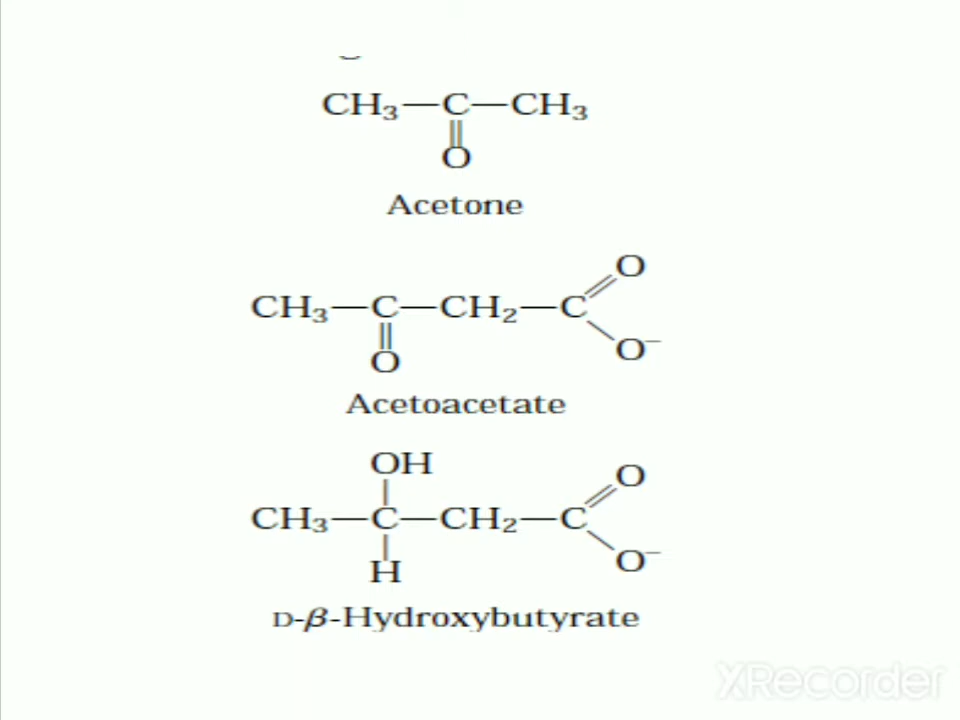 CH₃—C—CH₃
||
O
Acetone
O
CH₃—C—CH₂—C
||
O
O⁻
Acetoacetate
OH
O
CH₃—C—CH₂—C
H
O⁻
D-β-Hydroxybutyrate
XRecorder